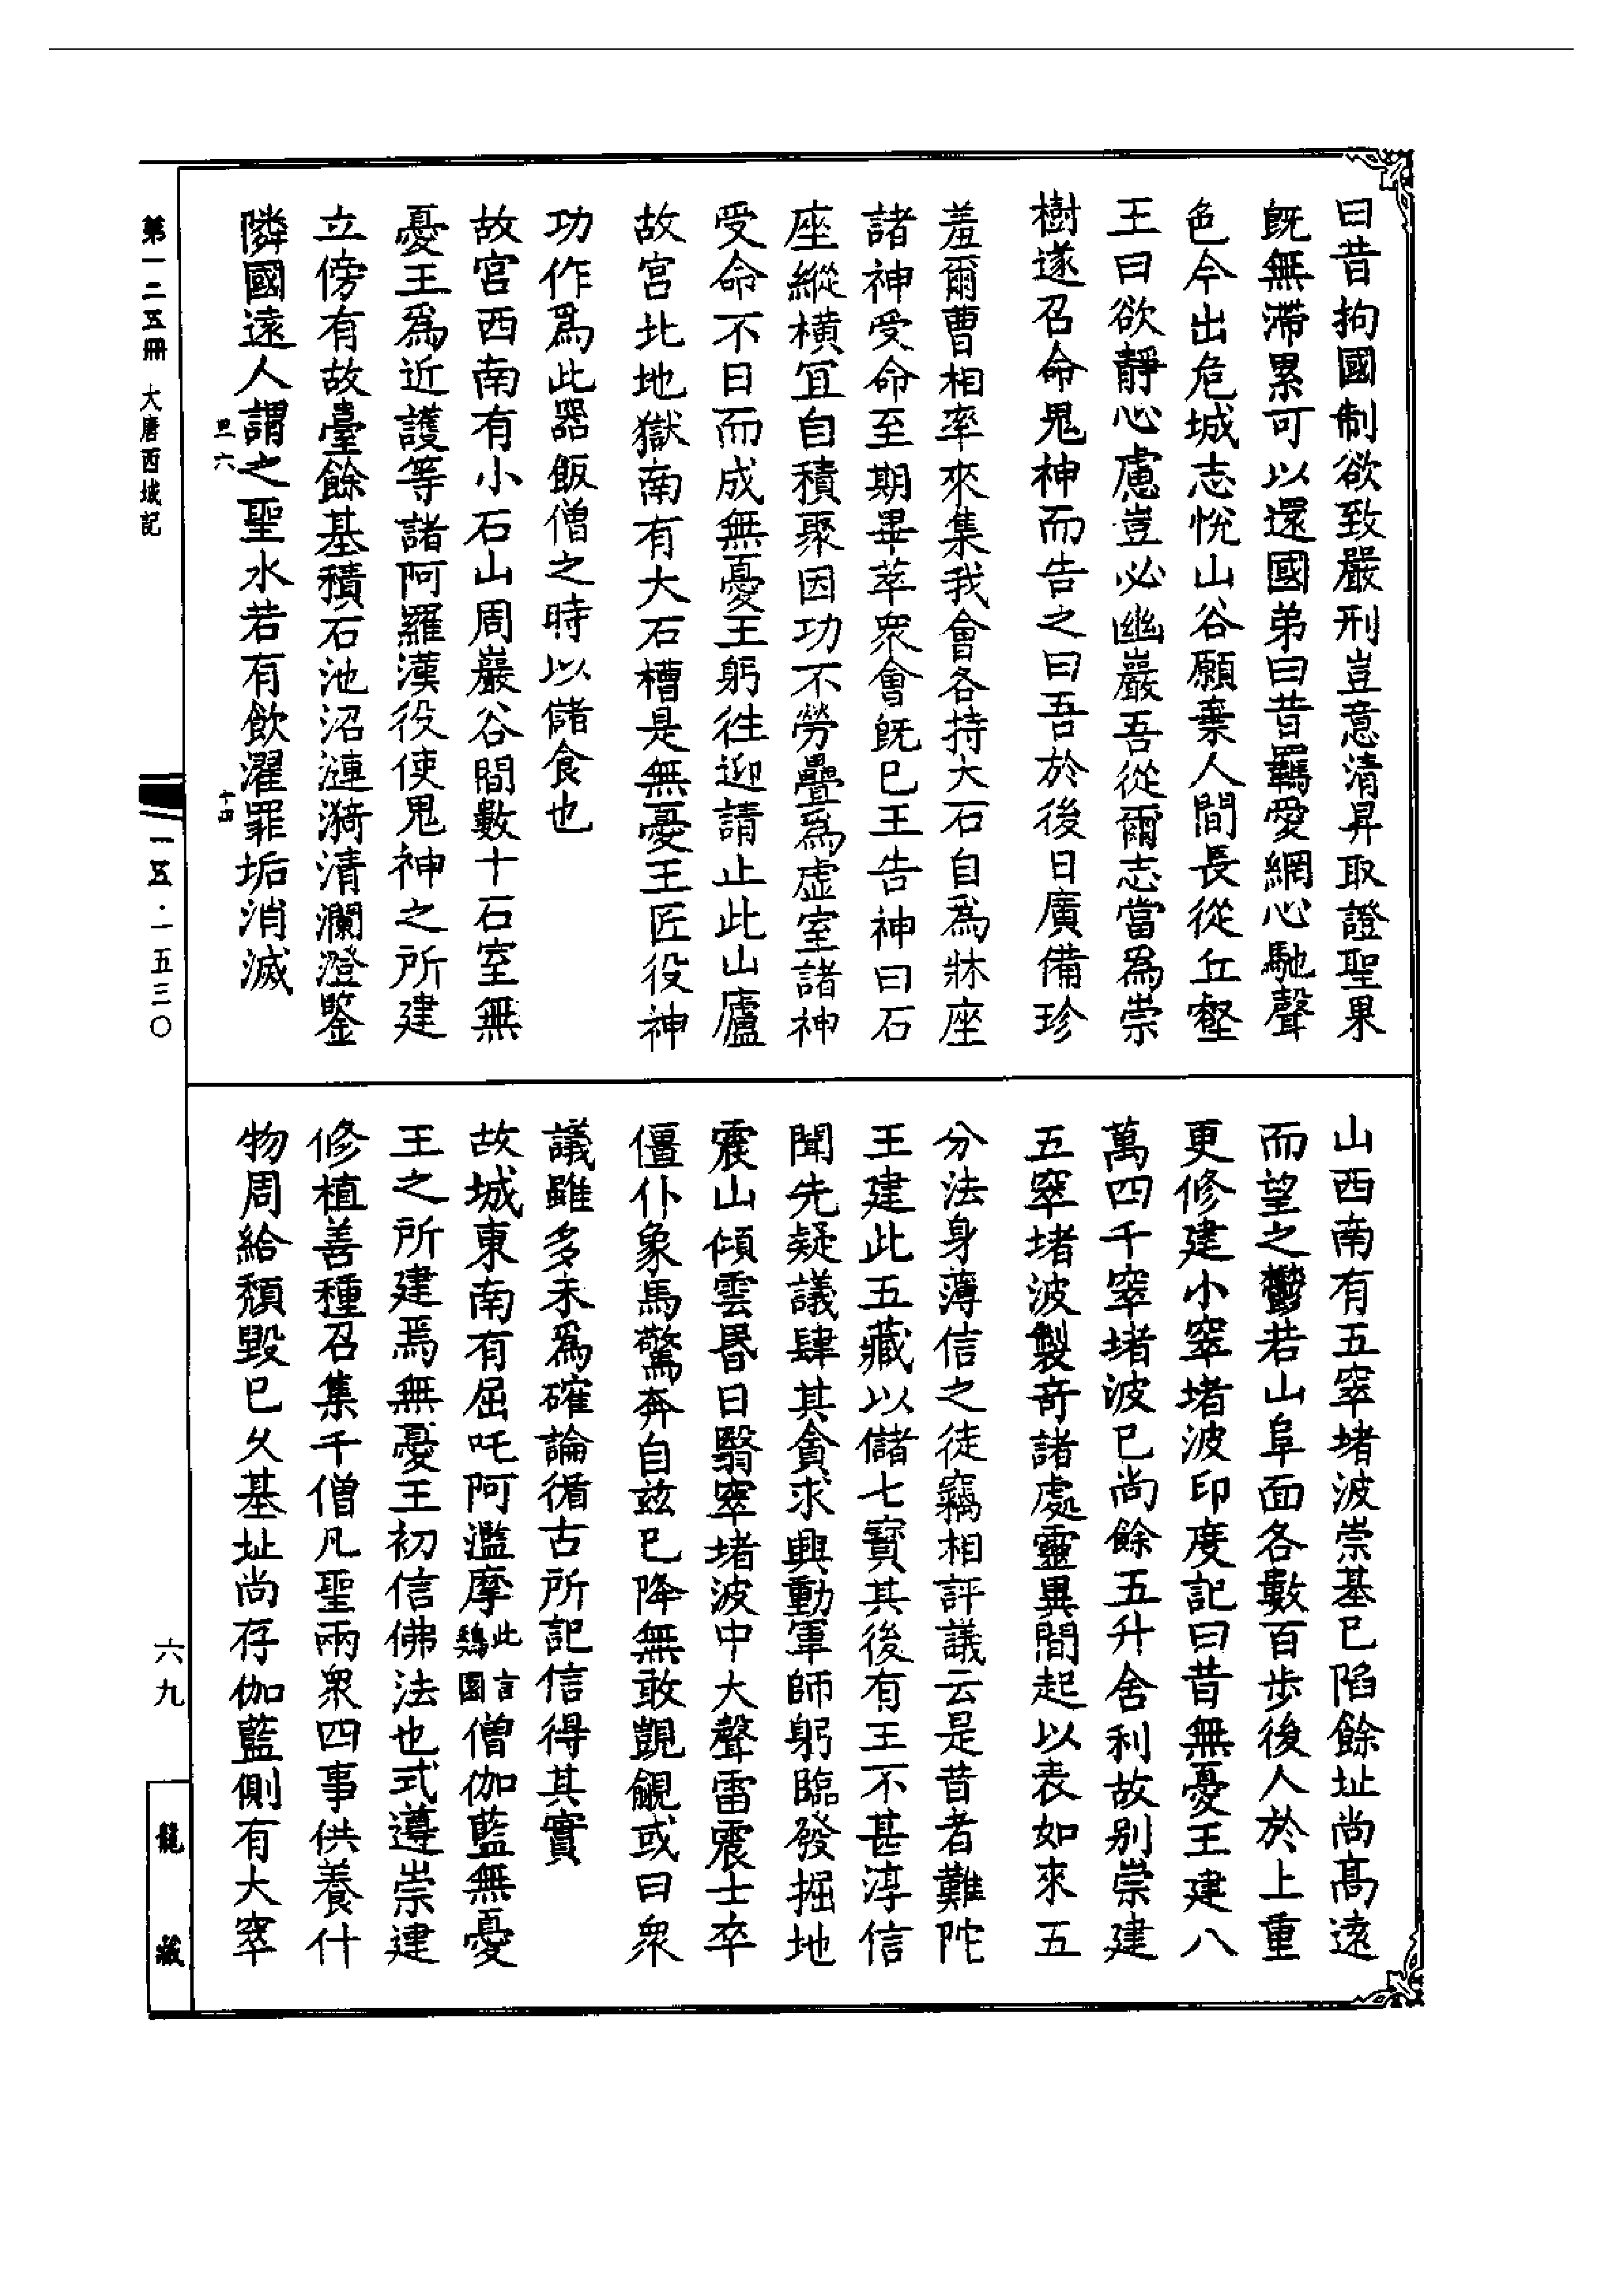 曰昔拘國制欲致嚴刑豈意清昇取證聖果
旣無滯累可以還國弟曰昔羈愛網心馳聲
色今出危城志悅山谷願棄人間長從丘壑
王曰欲靜心慮豈必幽巖吾從爾志當爲崇
樹遂召命鬼神而告之曰吾於後日廣備珍
羞爾曹相率來集我會各持大石自爲牀座
諸神受命至期畢萃衆會旣已王告神曰石
座縱橫宜自積聚因功不勞疊爲虛室諸神
受命不日而成無憂王躬往迎請止此山廬
故宮北地獄南有大石槽是無憂王匠役神
功作爲此器飯僧之時以儲食也
故宮西南有小石山周巖谷間數十石室無
憂王爲近護等諸阿羅漢役使鬼神之所建
立傍有故臺餘基積石池沼漣漪清瀾澄鑒
隣國遠人謂之聖水若有飲濯罪垢消滅
山西南有五窣堵波崇基已陷餘址尚高遠
而望之鬱若山阜面各數百步後人於上重
更修建小窣堵波印度記曰昔無憂王建八
萬四千窣堵波已尚餘五升舍利故別崇建
五窣堵波製奇諸處靈異間起以表如來五
分法身薄信之徒竊相評議云是昔者難陀
王建此五藏以儲七寶其後有王不甚淳信
聞先疑議肆其貪求興動軍師躬臨發掘地
震山傾雲昬日翳窣堵波中大聲雷震士卒
僵仆象馬驚奔自茲已降無敢覬覦或曰衆
議雖多未爲確論循古所記信得其實
故城東南有屈吒阿濫摩此言鷄園僧伽藍無憂
王之所建焉無憂王初信佛法也式遵崇建
修植善種召集千僧凡聖兩衆四事供養什
物周給頽毀已久基址尚存伽藍側有大窣
第一二五冊 大唐西域記
一五·一五三〇
六九
龍藏
十四